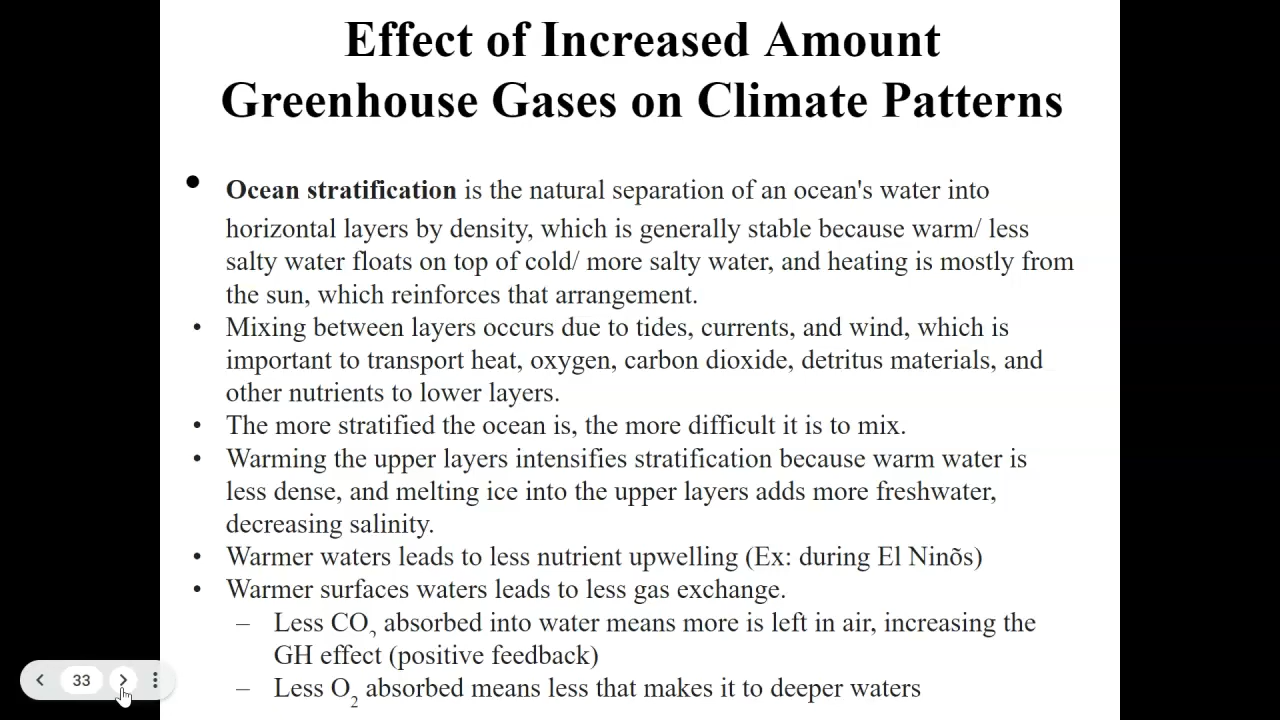 Effect of Increased Amount
Greenhouse Gases on Climate Patterns
• Ocean stratification is the natural separation of an ocean's water into
horizontal layers by density, which is generally stable because warm/ less
salty water floats on top of cold/ more salty water, and heating is mostly from
the sun, which reinforces that arrangement.
• Mixing between layers occurs due to tides, currents, and wind, which is
important to transport heat, oxygen, carbon dioxide, detritus materials, and
other nutrients to lower layers.
• The more stratified the ocean is, the more difficult it is to mix.
• Warming the upper layers intensifies stratification because warm water is
less dense, and melting ice into the upper layers adds more freshwater,
decreasing salinity.
• Warmer waters leads to less nutrient upwelling (Ex: during El Ninõs)
• Warmer surfaces waters leads to less gas exchange.
– Less CO₂ absorbed into water means more is left in air, increasing the
GH effect (positive feedback)
– Less O₂ absorbed means less that makes it to deeper waters
33